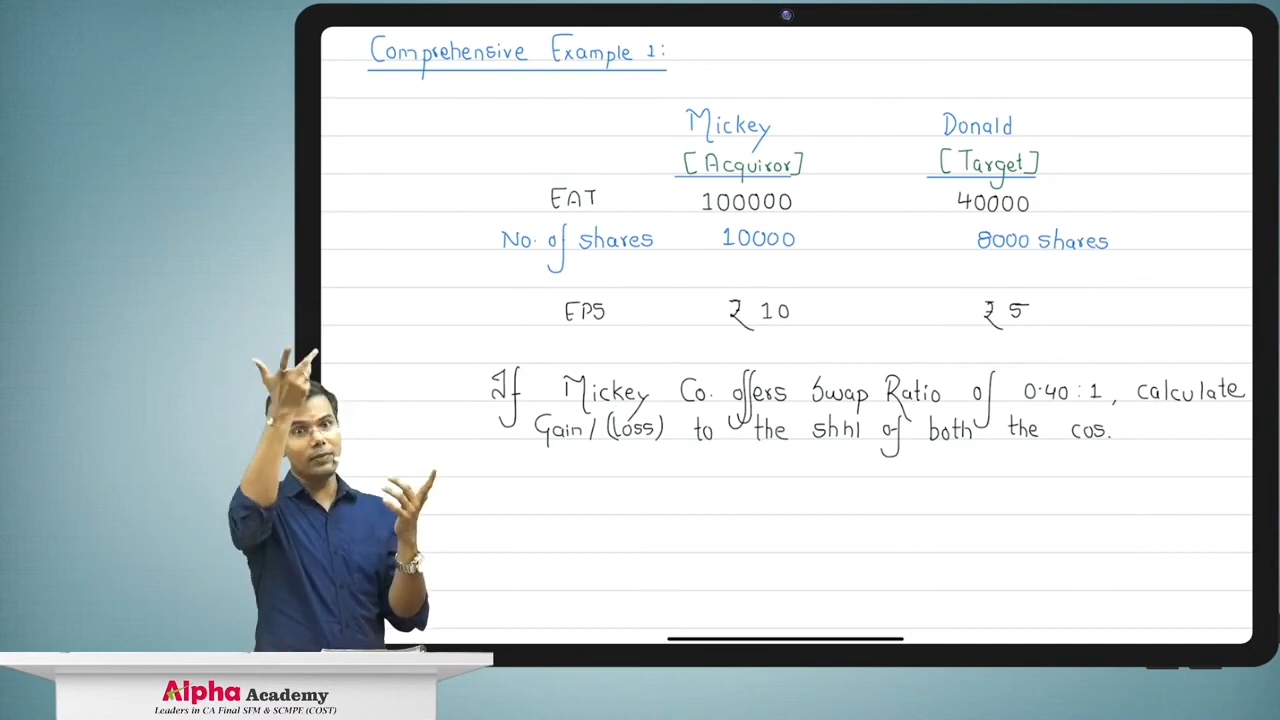 Comprehensive Example 1:
Mickey Donald
[Acquiror] [Target]
EAT 100000 40000
No. of shares 10000 8000 shares
EPS ₹ 10 ₹ 5
If Mickey Co. offers Swap Ratio of 0.40 : 1, calculate
Gain/(loss) to the shhl of both the cos.
Alpha Academy
Leaders in CA Final SFM & SCMPE (COST)